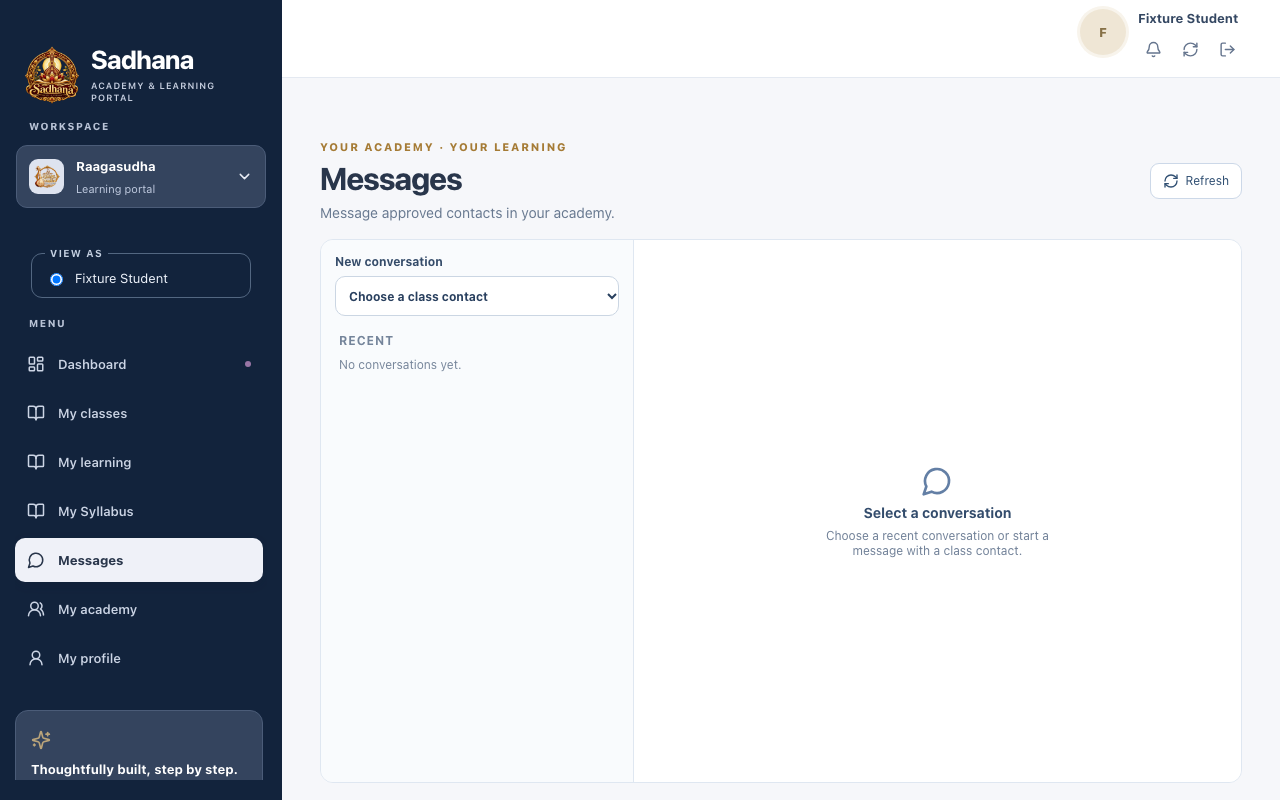 Sadhana
Sadhana
ACADEMY & LEARNING
PORTAL
WORKSPACE
Raagasudha
Learning portal
VIEW AS
Fixture Student
MENU
Dashboard
My classes
My learning
My Syllabus
Messages
My academy
My profile
Thoughtfully built, step by step.
F
Fixture Student
YOUR ACADEMY · YOUR LEARNING
Messages
Message approved contacts in your academy.
Refresh
New conversation
Choose a class contact
RECENT
No conversations yet.
Select a conversation
Choose a recent conversation or start a
message with a class contact.